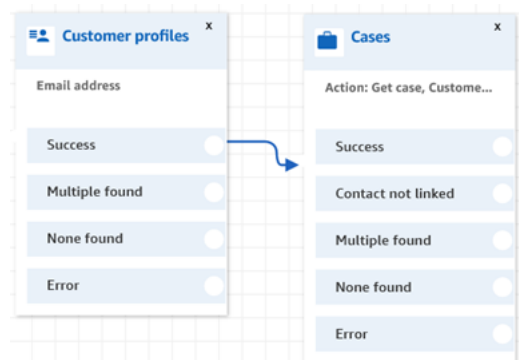 Customer profiles
x
Email address
Success
Multiple found
None found
Error
Cases
x
Action: Get case, Custome...
Success
Contact not linked
Multiple found
None found
Error